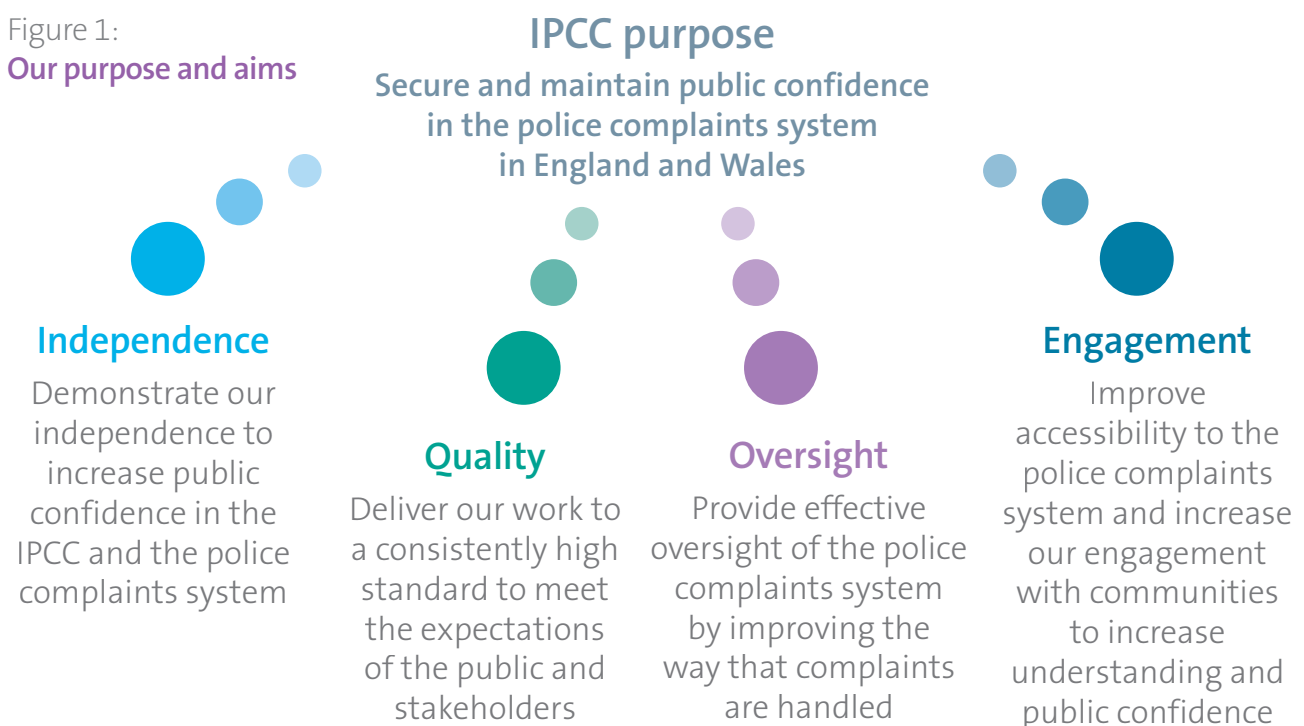 Figure 1:
Our purpose and aims
IPCC purpose
Secure and maintain public confidence
in the police complaints system
in England and Wales
Independence
Demonstrate our
independence to
increase public
confidence in the
IPCC and the police
complaints system
Quality
Deliver our work to
a consistently high
standard to meet
the expectations
of the public and
stakeholders
Oversight
Provide effective
oversight of the police
complaints system
by improving the
way that complaints
are handled
Engagement
Improve
accessibility to the
police complaints
system and increase
our engagement
with communities
to increase
understanding and
public confidence